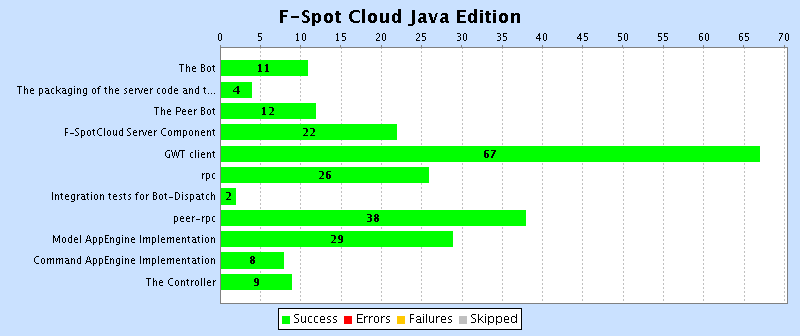 F-Spot Cloud Java Edition
0 5 10 15 20 25 30 35 40 45 50 55 60 65 70
The Bot 11
The packaging of the server code and t... 4
The Peer Bot 12
F-SpotCloud Server Component 22
GWT client 67
rpc 26
Integration tests for Bot-Dispatch 2
peer-rpc 38
Model AppEngine Implementation 29
Command AppEngine Implementation 8
The Controller 9
Success Errors Failures Skipped